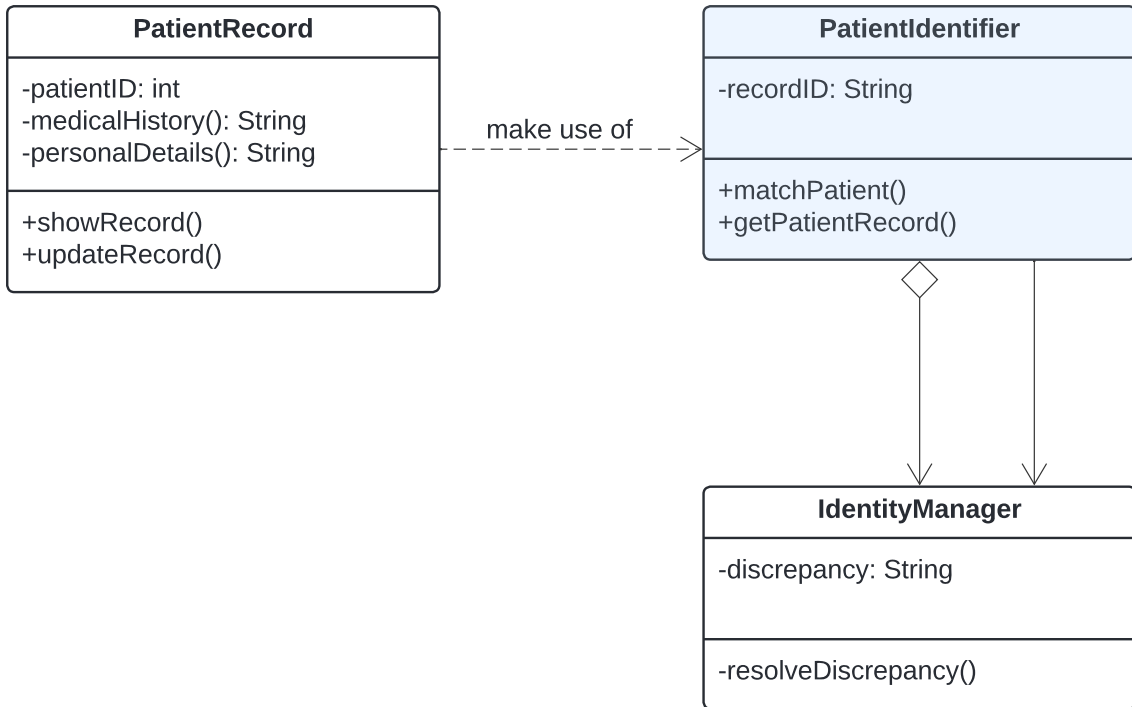 PatientRecord
-patientID: int
-medicalHistory(): String
-personalDetails(): String
+showRecord()
+updateRecord()
make use of
PatientIdentifier
-recordID: String
+matchPatient()
+getPatientRecord()
IdentityManager
-discrepancy: String
-resolveDiscrepancy()